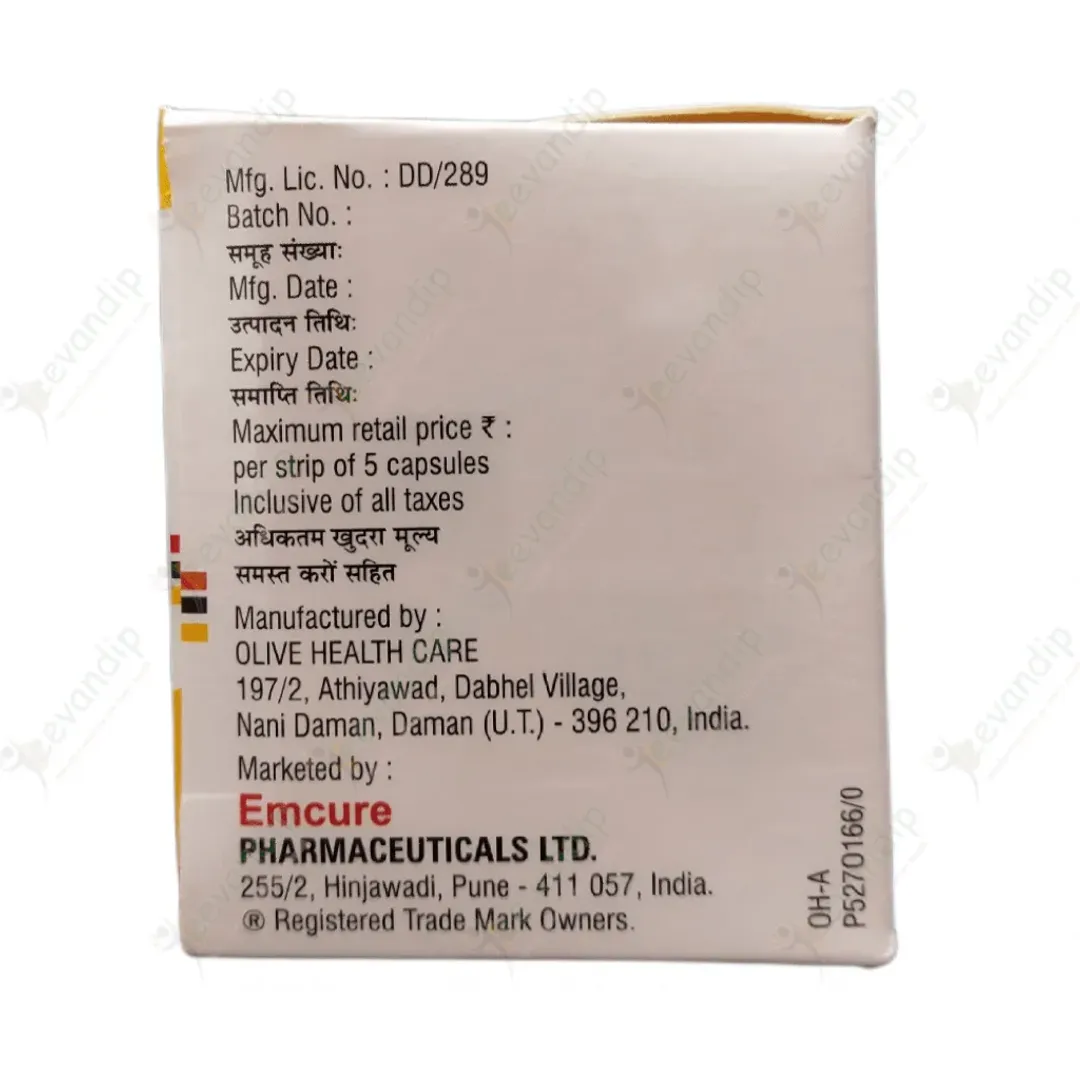 Mfg. Lic. No. : DD/289
Batch No. :
समूह संख्याः
Mfg. Date :
उत्पादन तिथिः
Expiry Date :
समाप्ति तिथिः
Maximum retail price ₹ :
per strip of 5 capsules
Inclusive of all taxes
अधिकतम खुदरा मूल्य
समस्त करों सहित
Manufactured by :
OLIVE HEALTH CARE
197/2, Athiyawad, Dabhel Village,
Nani Daman, Daman (U.T.) - 396 210, India.
Marketed by :
Emcure
PHARMACEUTICALS LTD.
255/2, Hinjawadi, Pune - 411 057, India.
® Registered Trade Mark Owners.
OH-A
P5270166/0
Jeevandip